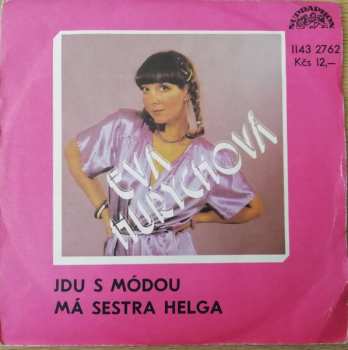 SUPRAPHON
1143 2762
Kčs 12,—
EVA
HURYCHOVÁ
JDU S MÓDOU
MÁ SESTRA HELGA